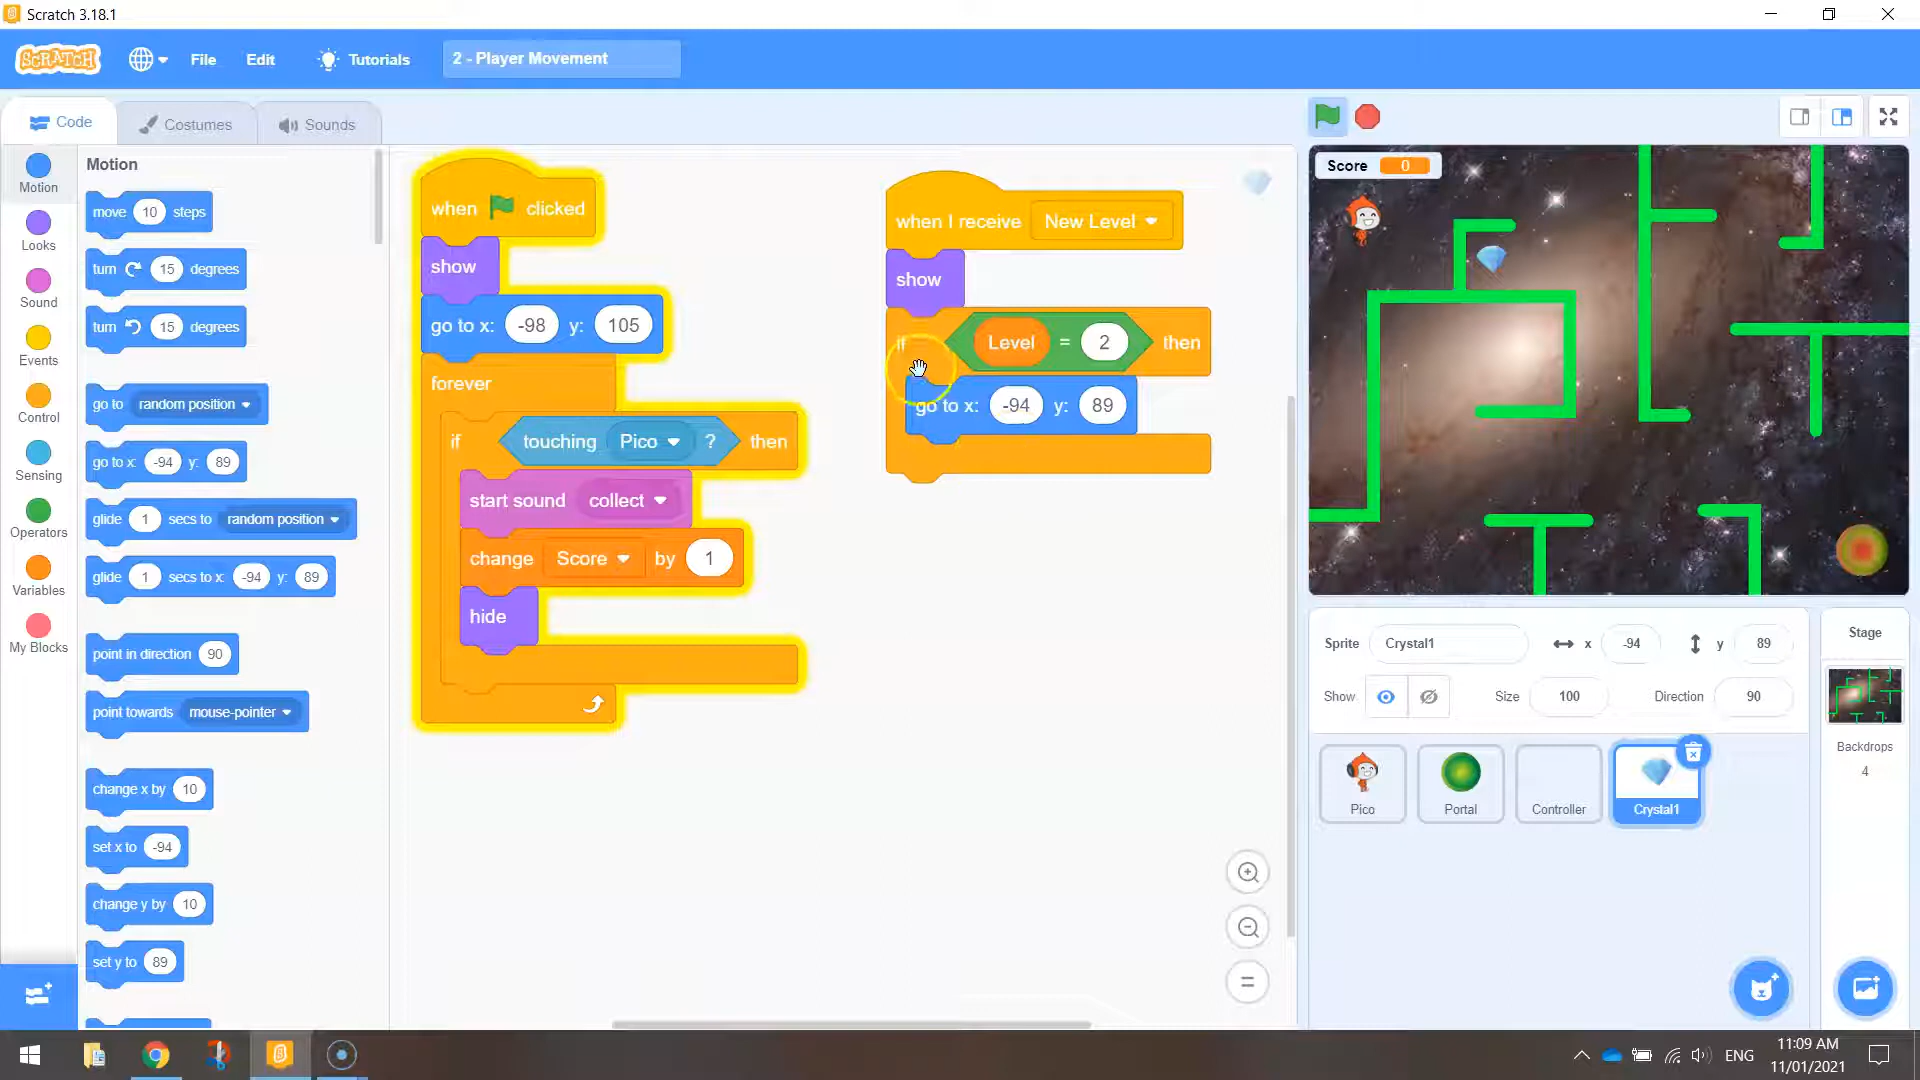 Scratch 3.18.1
SCRATCH
File
Edit
Tutorials
2 - Player Movement
Code
Costumes
Sounds
Motion
Looks
Sound
Events
Control
Sensing
Operators
Variables
My Blocks
Motion
move 10 steps
turn 15 degrees
turn 15 degrees
go to random position
go to x: -94 y: 89
glide 1 secs to random position
glide 1 secs to x: -94 y: 89
point in direction 90
point towards mouse-pointer
change x by 10
set x to -94
change y by 10
set y to 89
when clicked
show
go to x: -98 y: 105
forever
if touching Pico ? then
start sound collect
change Score by 1
hide
when I receive New Level
show
if Level = 2 then
go to x: -94 y: 89
Score 0
Sprite Crystal1 x -94 y 89
Show Size 100 Direction 90
Pico
Portal
Controller
Crystal1
Stage
Backdrops
4
ENG
11:09 AM
11/01/2021